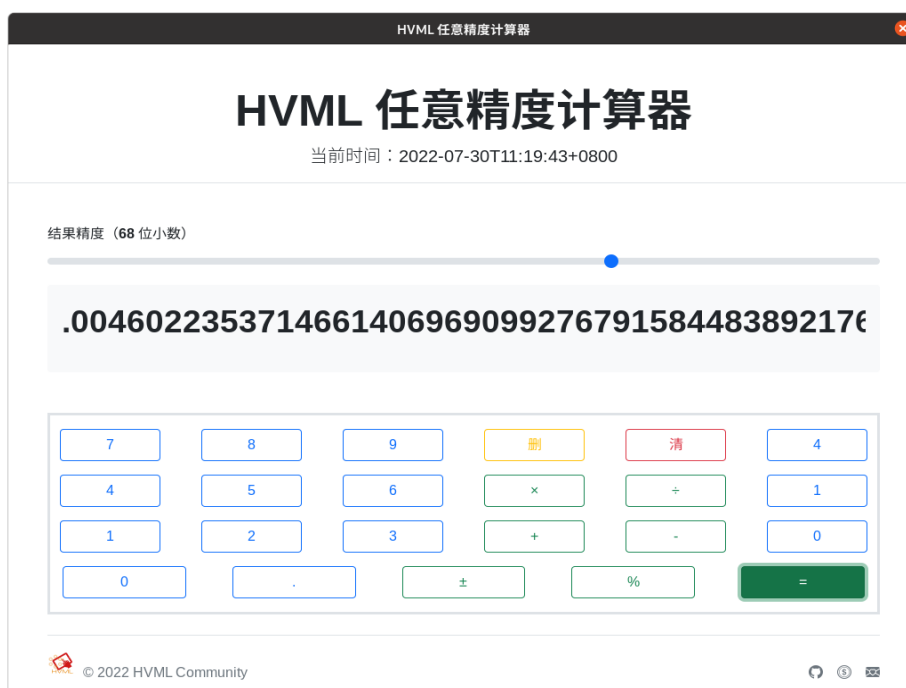 HVML 任意精度计算器
HVML 任意精度计算器
当前时间：2022-07-30T11:19:43+0800
结果精度（68 位小数）
.004602235371466140696909927679158448389217
7 8 9 删 清 4
4 5 6 × ÷ 1
1 2 3 + - 0
0 . ± % =
© 2022 HVML Community